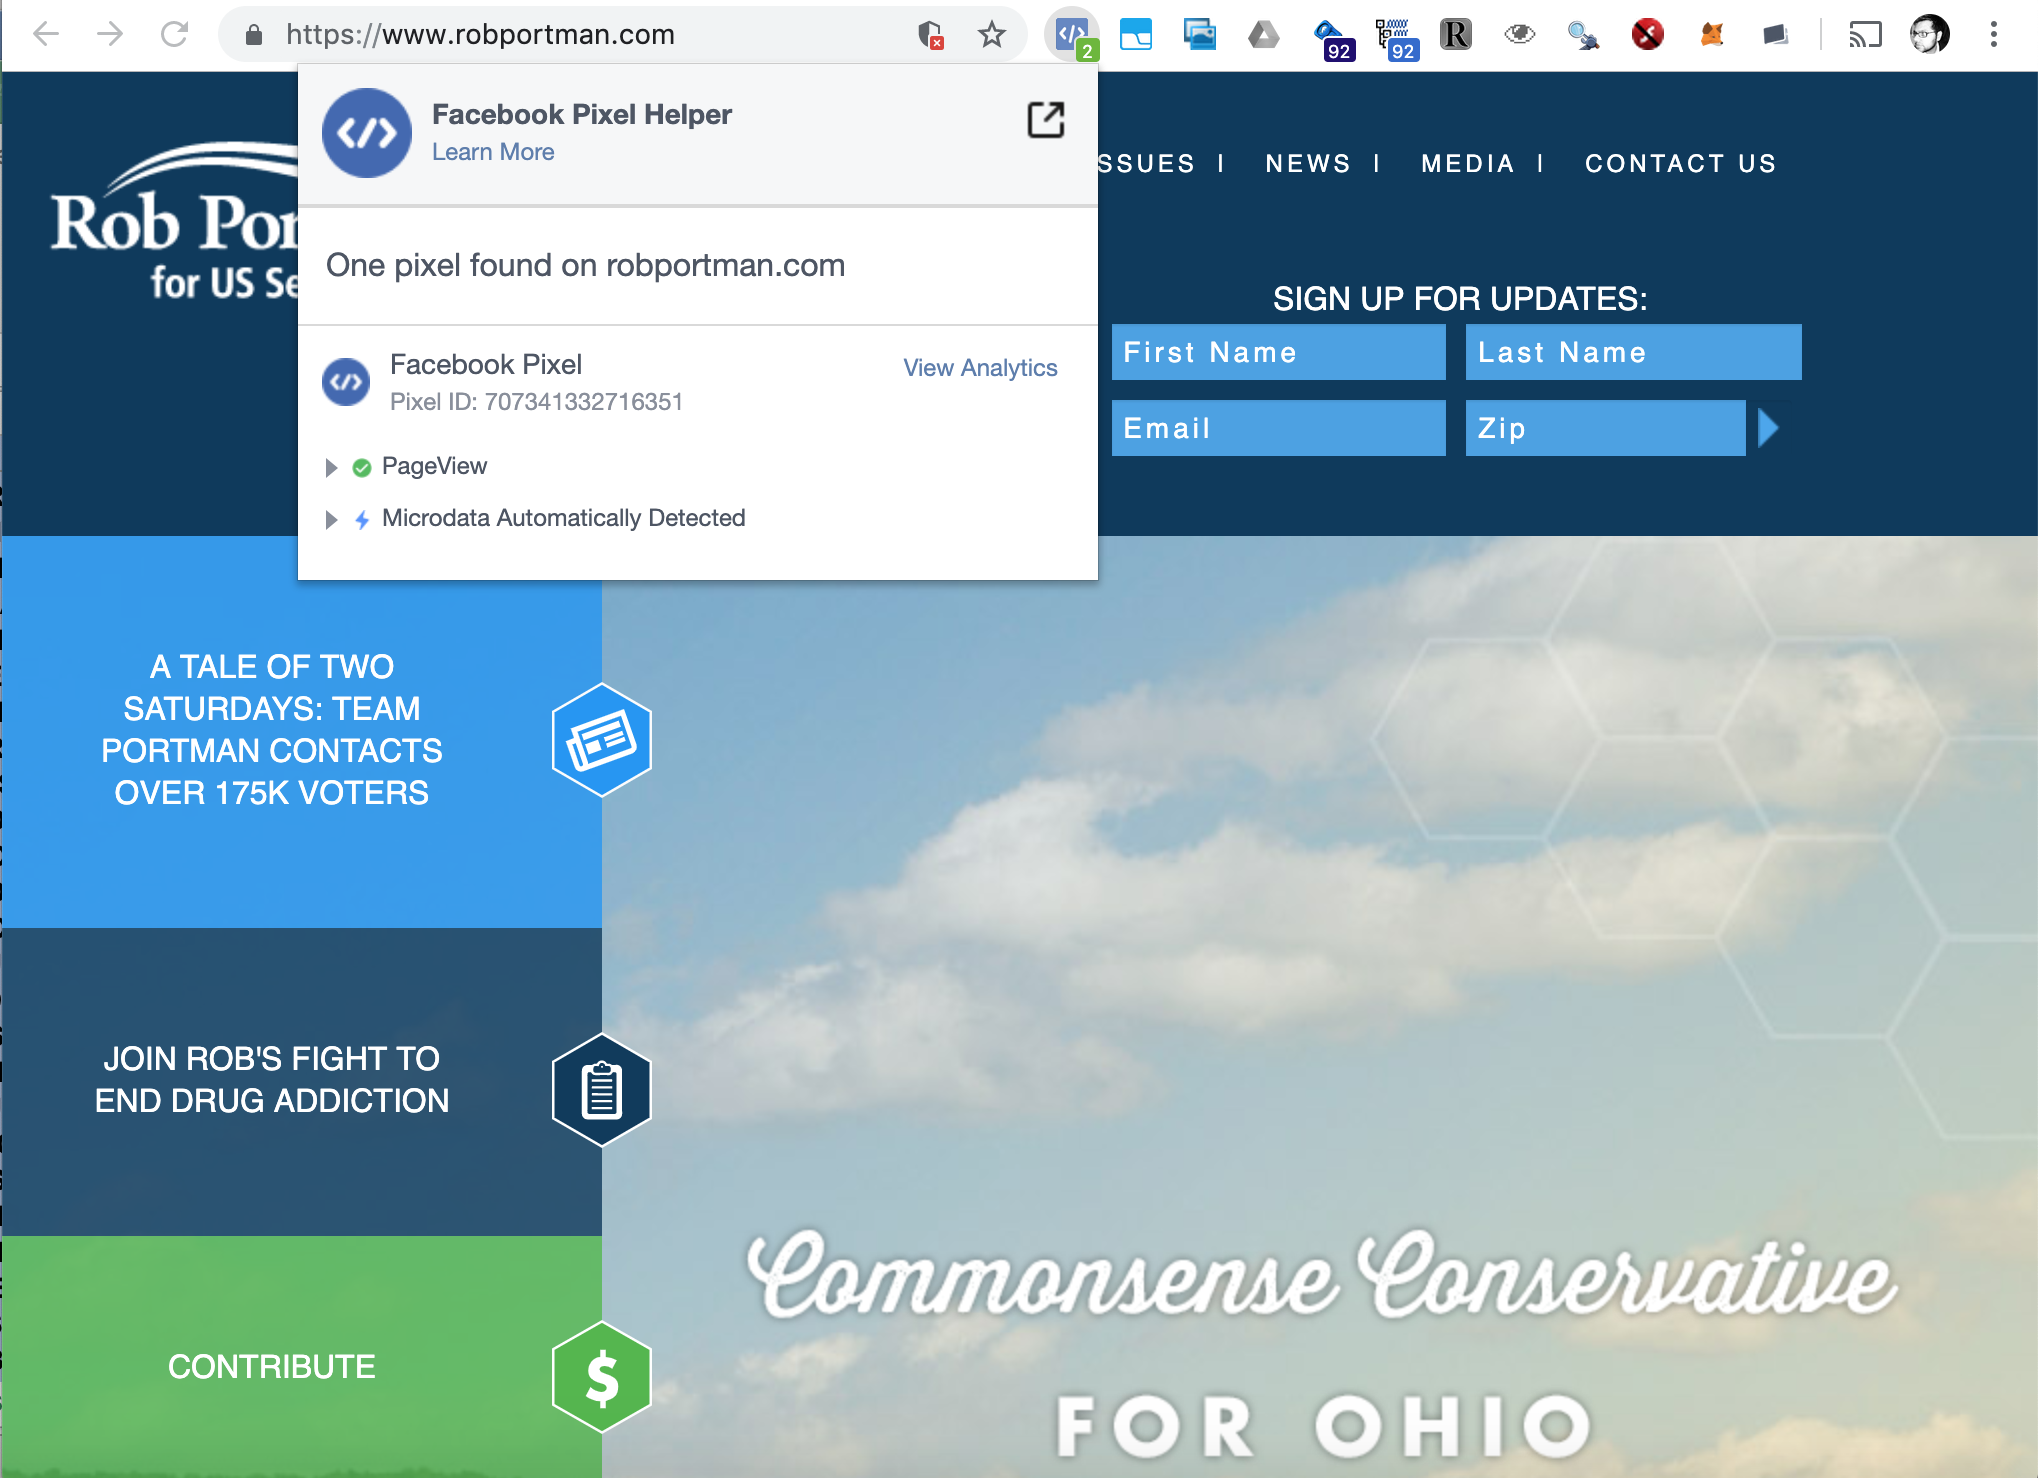 https://www.robportman.com
2
92
92
R
Facebook Pixel Helper
Learn More
One pixel found on robportman.com
Facebook Pixel
Pixel ID: 707341332716351
View Analytics
PageView
Microdata Automatically Detected
Rob Por
for US Se
SSUES | NEWS | MEDIA | CONTACT US
SIGN UP FOR UPDATES:
First Name Last Name
Email Zip
A TALE OF TWO
SATURDAYS: TEAM
PORTMAN CONTACTS
OVER 175K VOTERS
JOIN ROB'S FIGHT TO
END DRUG ADDICTION
CONTRIBUTE
$
Commonsense Conservative
FOR OHIO